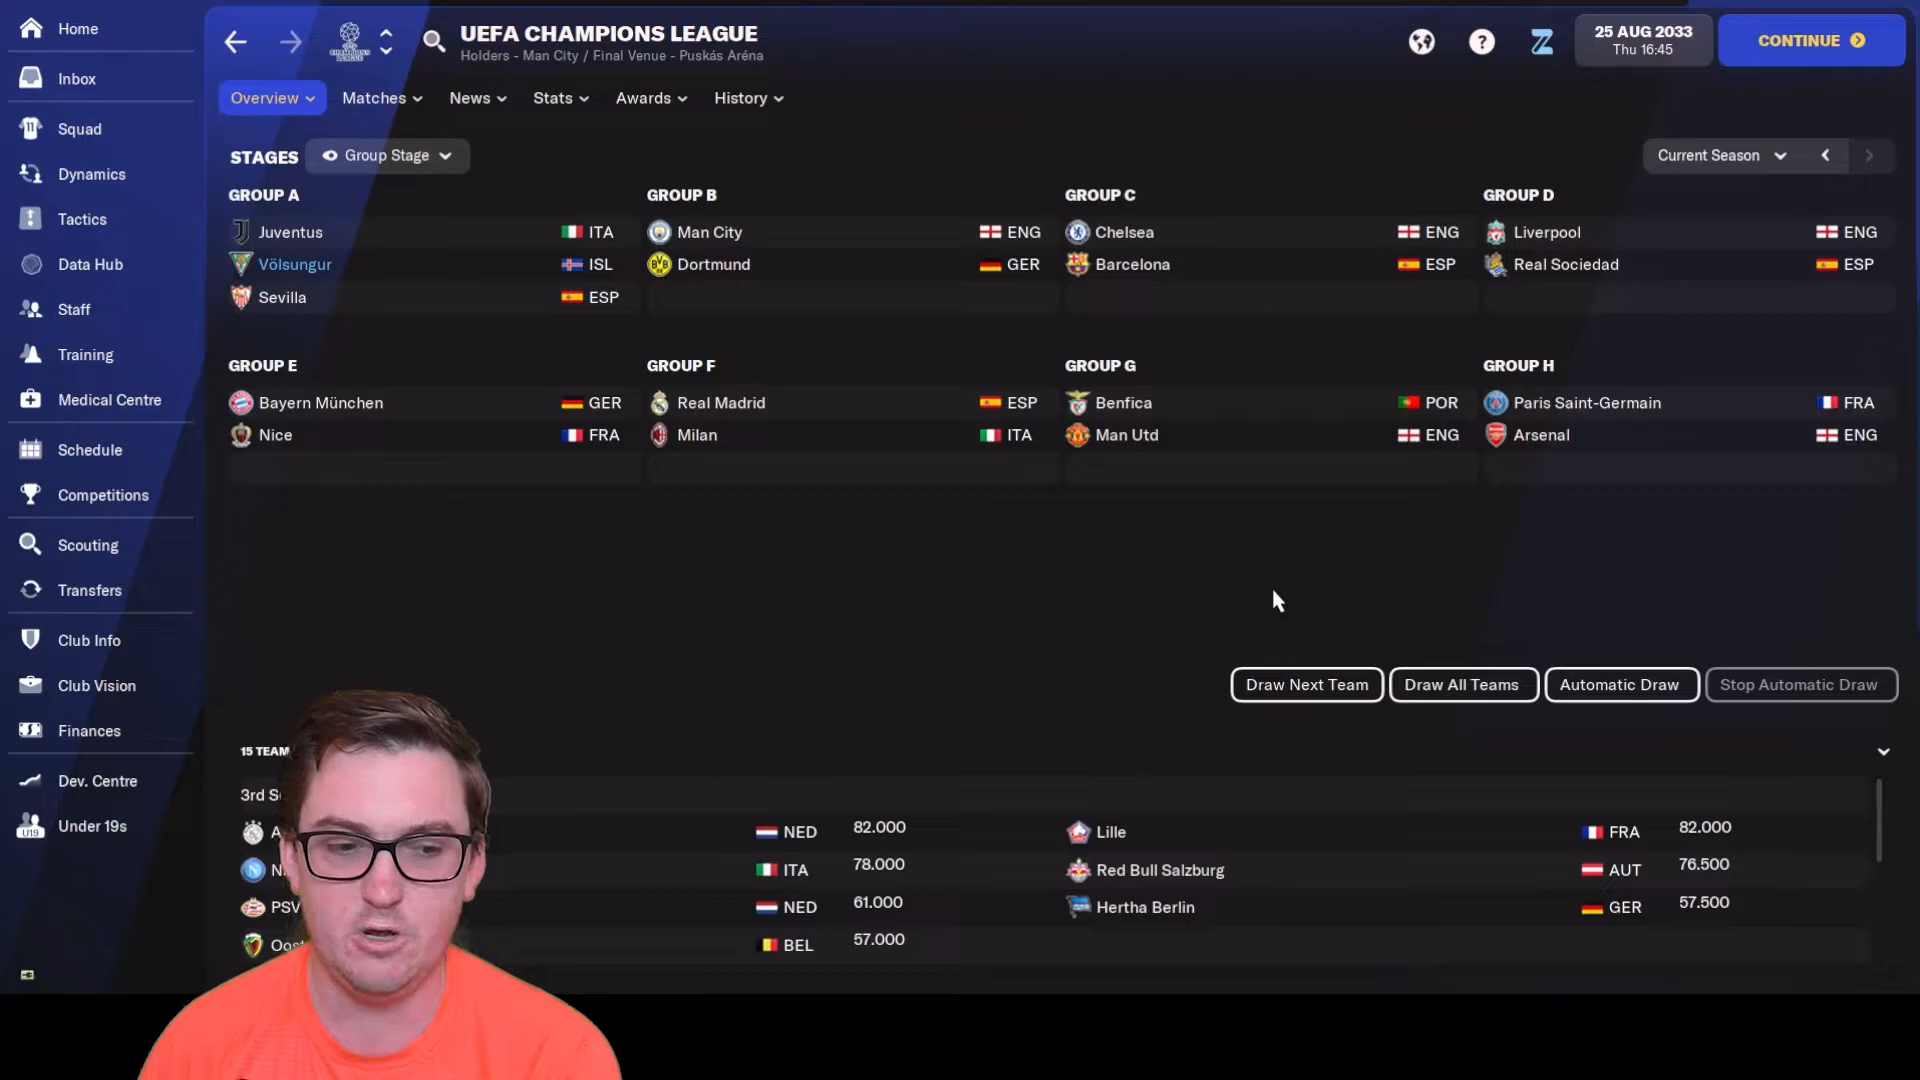 Home
Inbox
Squad
Dynamics
Tactics
Data Hub
Staff
Training
Medical Centre
Schedule
Competitions
Scouting
Transfers
Club Info
Club Vision
Finances
Dev. Centre
U19
Under 19s
UEFA CHAMPIONS LEAGUE
Holders - Man City / Final Venue - Puskás Aréna
25 AUG 2033
Thu 16:45
CONTINUE
Overview Matches News Stats Awards History
STAGES Group Stage
Current Season
GROUP A
Juventus ITA
Völsungur ISL
Sevilla ESP
GROUP B
Man City ENG
Dortmund GER
GROUP C
Chelsea ENG
Barcelona ESP
GROUP D
Liverpool ENG
Real Sociedad ESP
GROUP E
Bayern München GER
Nice FRA
GROUP F
Real Madrid ESP
Milan ITA
GROUP G
Benfica POR
Man Utd ENG
GROUP H
Paris Saint-Germain FRA
Arsenal ENG
Draw Next Team Draw All Teams Automatic Draw Stop Automatic Draw
15 TEAM
3rd
NED 82.000 Lille FRA 82.000
ITA 78.000 Red Bull Salzburg AUT 76.500
PSV NED 61.000 Hertha Berlin GER 57.500
BEL 57.000